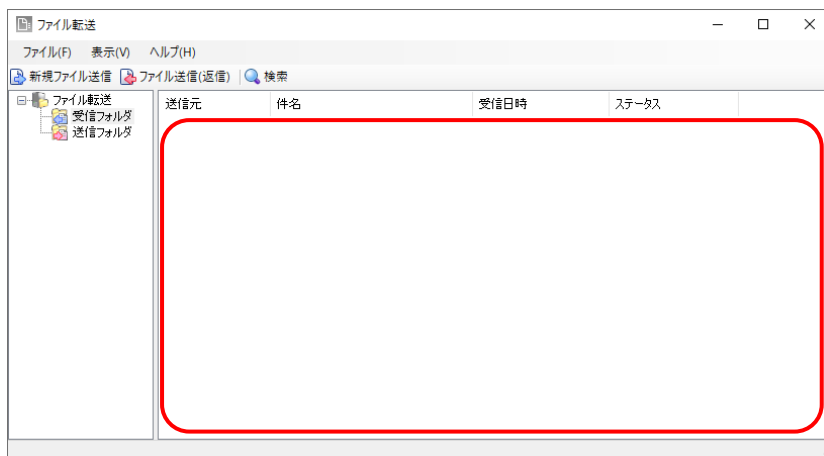 ファイル転送
ファイル(F) 表示(V) ヘルプ(H)
新規ファイル送信 ファイル送信(返信) 検索
ファイル転送
受信フォルダ
送信フォルダ
送信元 件名 受信日時 ステータス